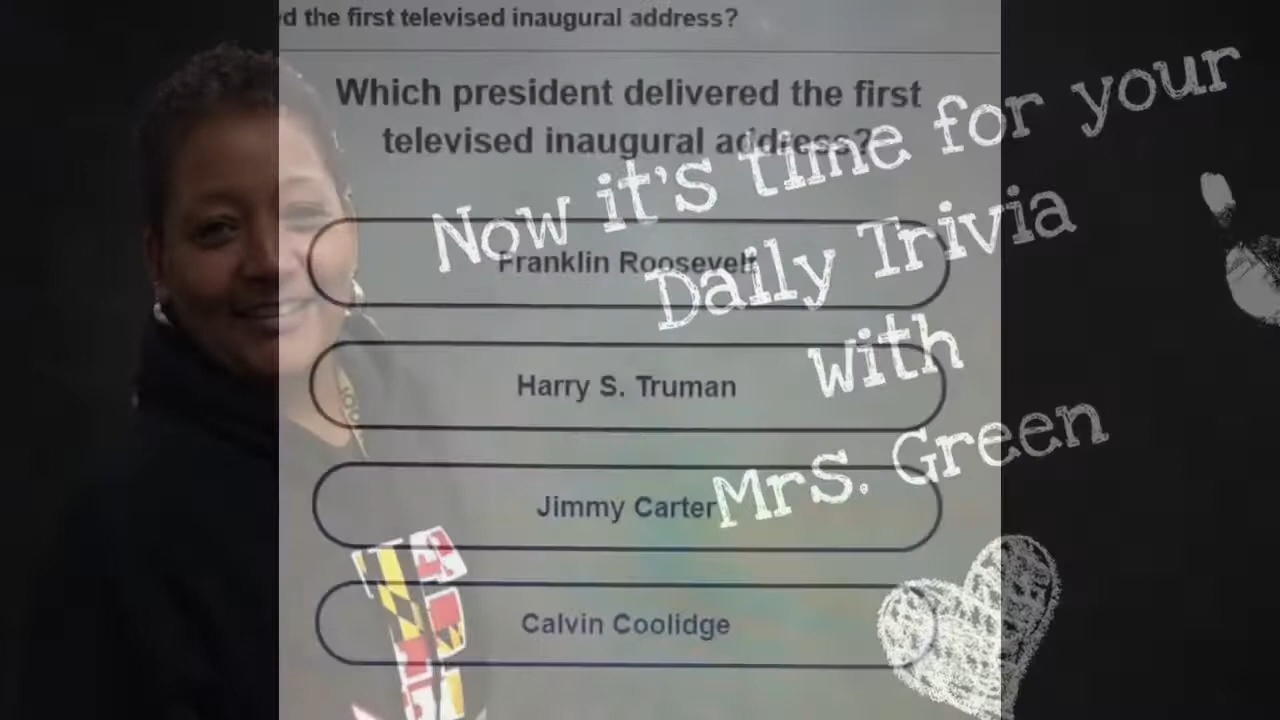 d the first televised inaugural address?
Which president delivered the first
televised inaugural address?
Now it's time for your
Daily Trivia
with
Mrs. Green
Franklin Roosevelt
Harry S. Truman
Jimmy Carter
Calvin Coolidge